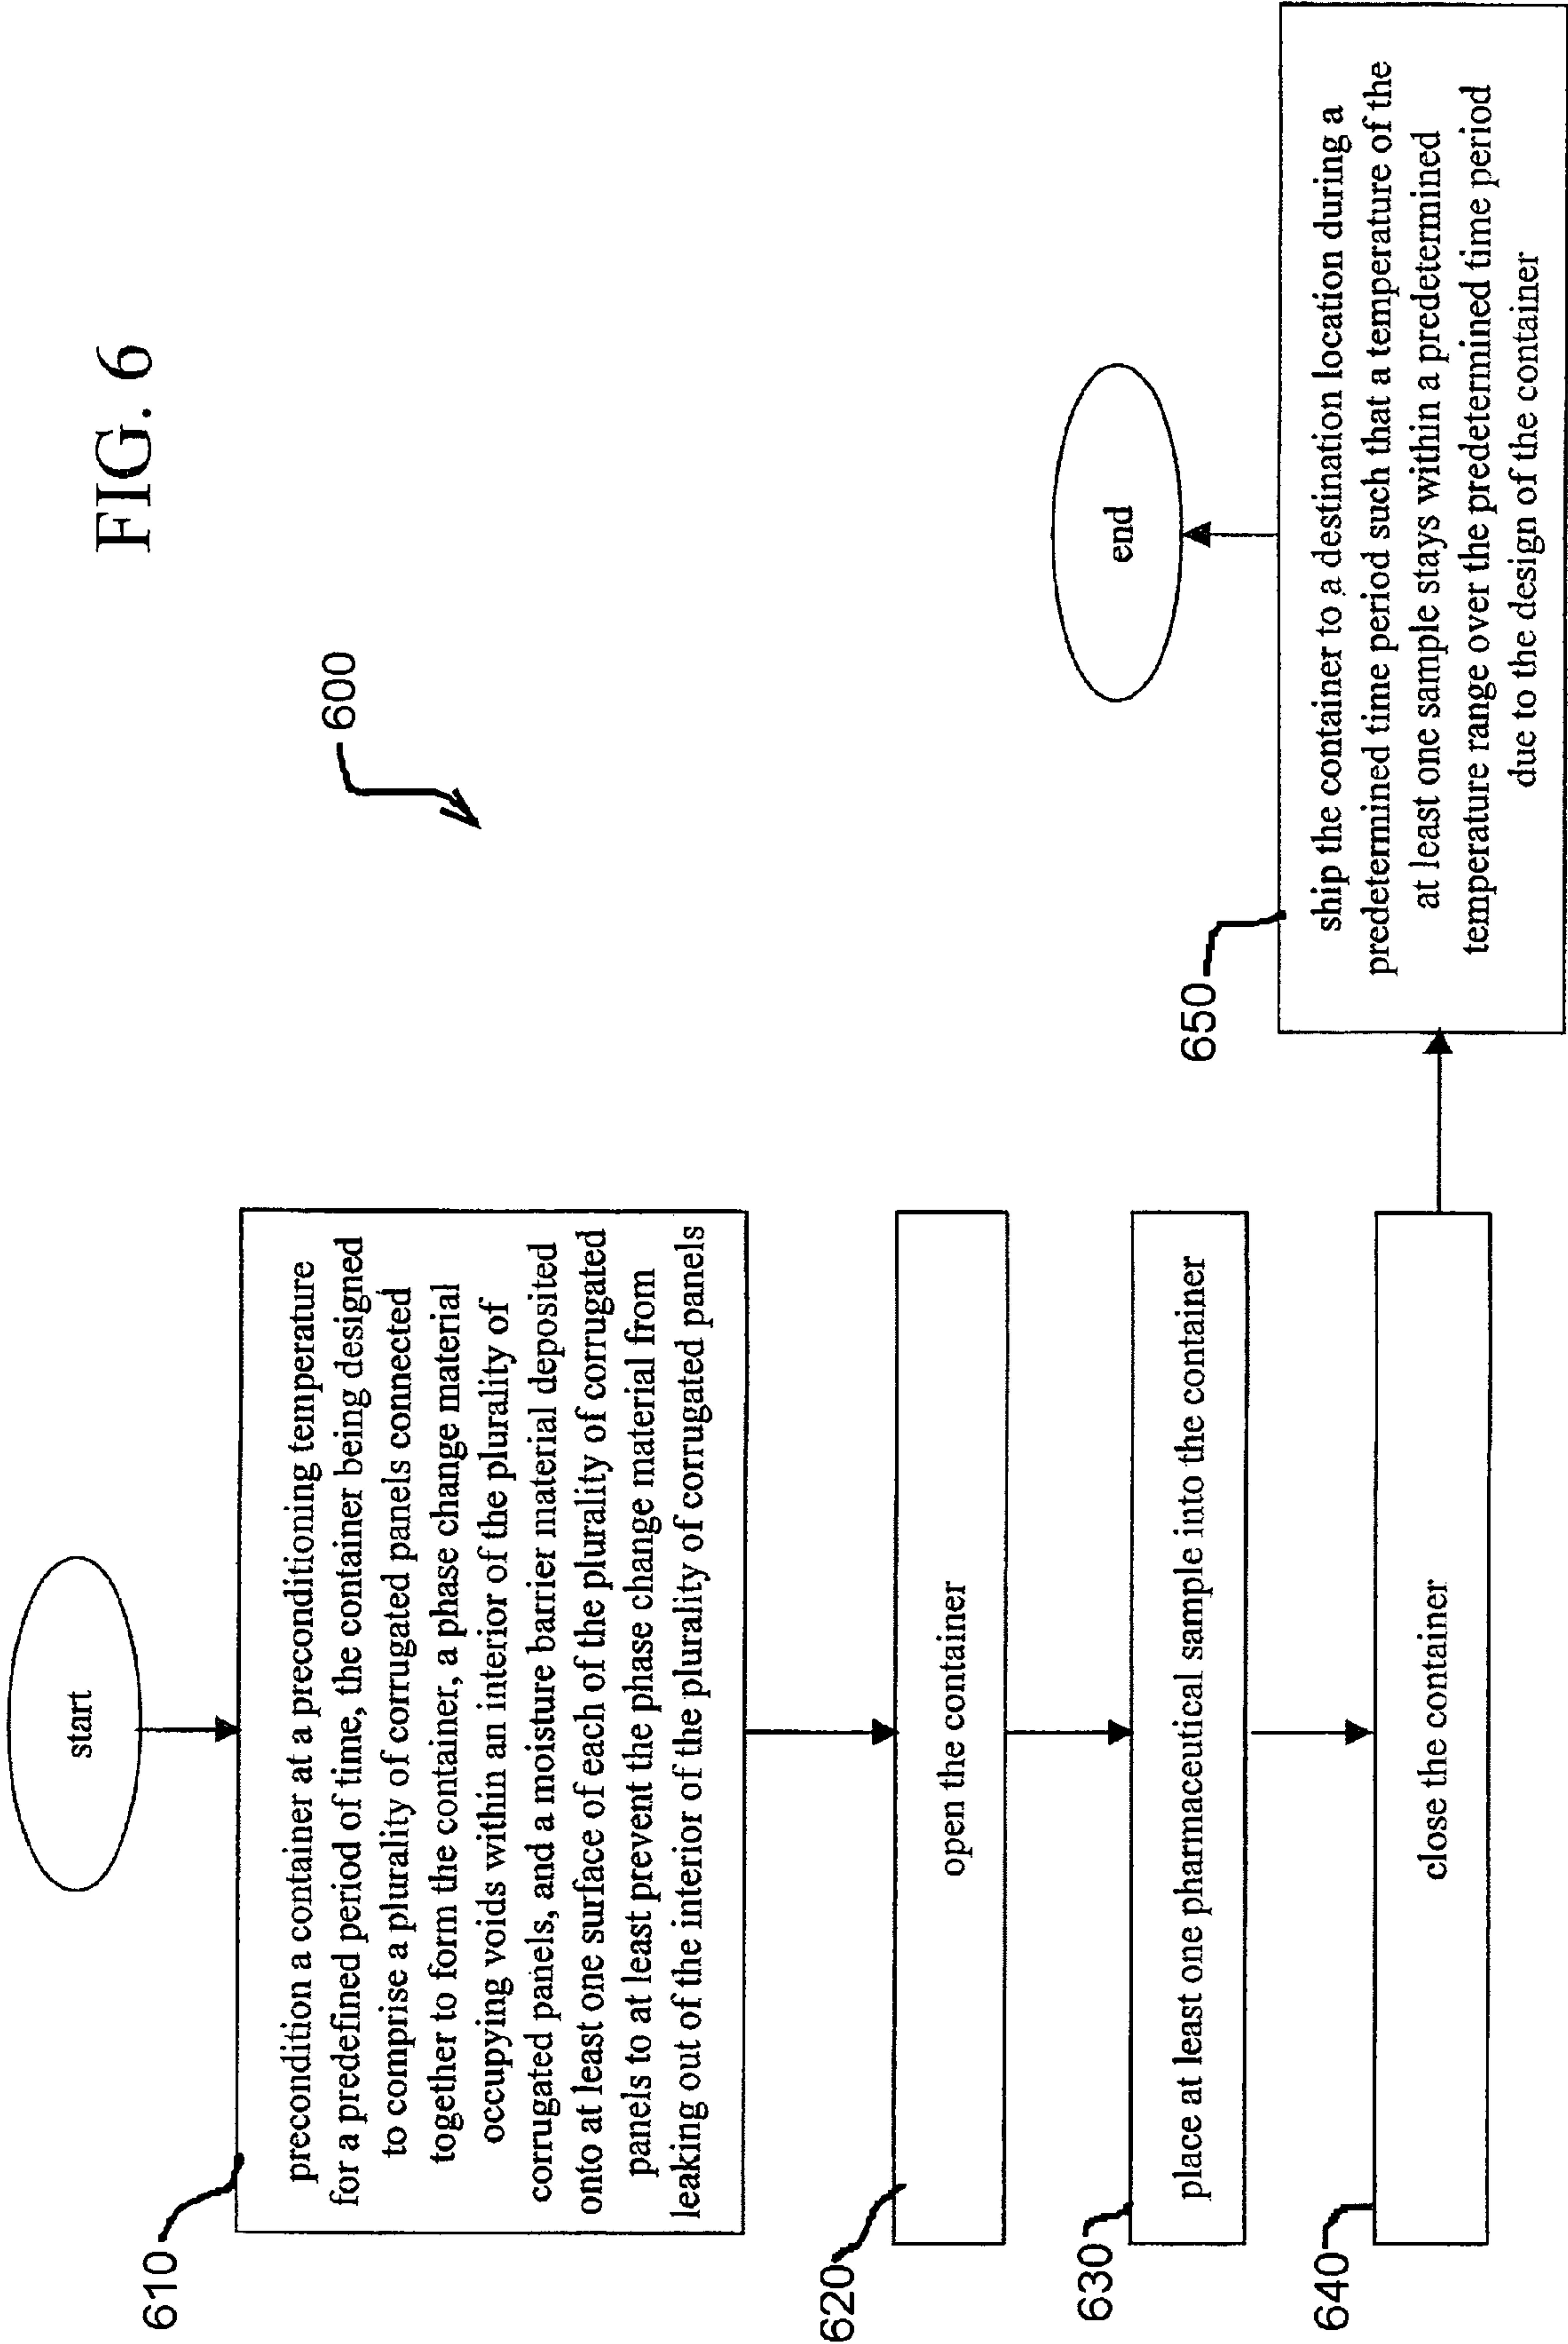 FIG. 6
600
start
610
precondition a container at a preconditioning temperature
for a predefined period of time, the container being designed
to comprise a plurality of corrugated panels connected
together to form the container, a phase change material
occupying voids within an interior of the plurality of
corrugated panels, and a moisture barrier material deposited
onto at least one surface of each of the plurality of corrugated
panels to at least prevent the phase change material from
leaking out of the interior of the plurality of corrugated panels
620
open the container
630
place at least one pharmaceutical sample into the container
640
close the container
650
ship the container to a destination location during a
predetermined time period such that a temperature of the
at least one sample stays within a predetermined
temperature range over the predetermined time period
due to the design of the container
end